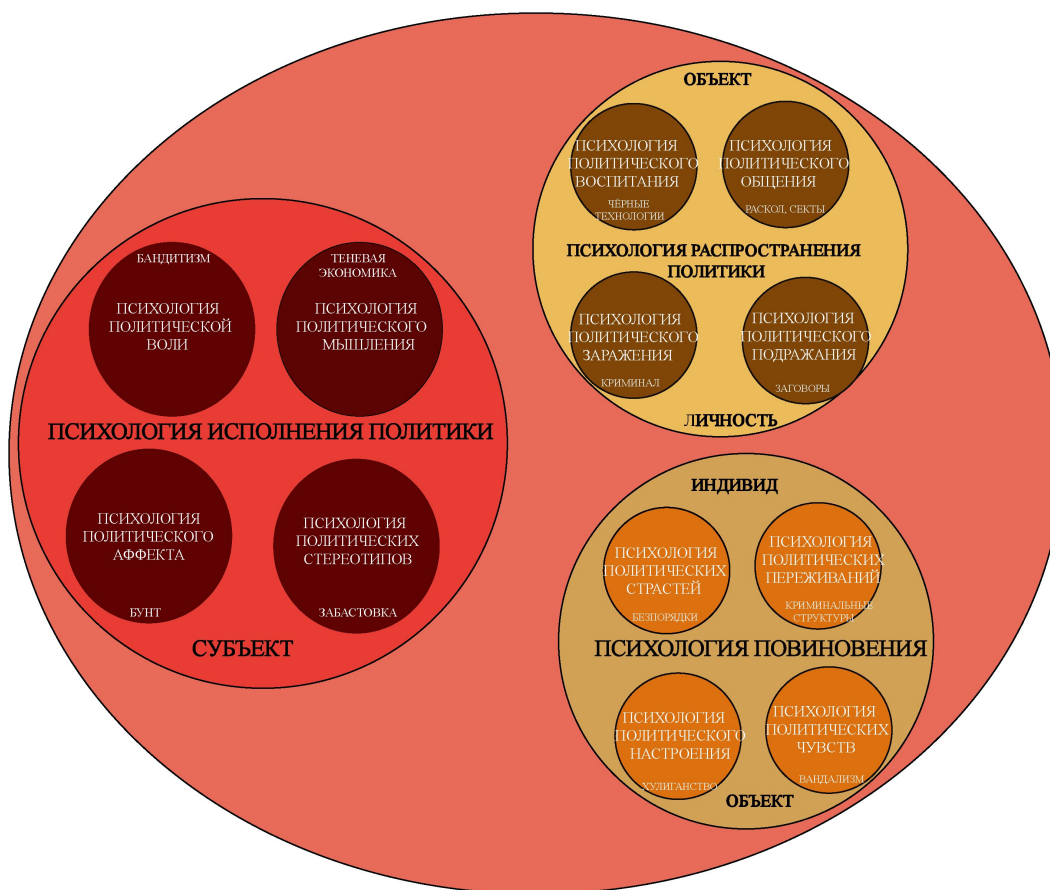 ОБЪЕКТ
ПСИХОЛОГИЯ
ПОЛИТИЧЕСКОГО
ВОСПИТАНИЯ
ЧЁРНЫЕ
ТЕХНОЛОГИИ
ПСИХОЛОГИЯ
ПОЛИТИЧЕСКОГО
ОБЩЕНИЯ
РАСКОЛ, СЕКТЫ
ПСИХОЛОГИЯ РАСПРОСТРАНЕНИЯ
ПОЛИТИКИ
ПСИХОЛОГИЯ
ПОЛИТИЧЕСКОГО
ЗАРАЖЕНИЯ
КРИМИНАЛ
ПСИХОЛОГИЯ
ПОЛИТИЧЕСКОГО
ПОДРАЖАНИЯ
ЗАГОВОРЫ
ЛИЧНОСТЬ
БАНДИТИЗМ
ПСИХОЛОГИЯ
ПОЛИТИЧЕСКОЙ
ВОЛИ
ТЕНЕВАЯ
ЭКОНОМИКА
ПСИХОЛОГИЯ
ПОЛИТИЧЕСКОГО
МЫШЛЕНИЯ
ПСИХОЛОГИЯ ИСПОЛНЕНИЯ ПОЛИТИКИ
ПСИХОЛОГИЯ
ПОЛИТИЧЕСКОГО
АФФЕКТА
БУНТ
ПСИХОЛОГИЯ
ПОЛИТИЧЕСКИХ
СТЕРЕОТИПОВ
ЗАБАСТОВКА
СУБЪЕКТ
ИНДИВИД
ПСИХОЛОГИЯ
ПОЛИТИЧЕСКИХ
СТРАСТЕЙ
БЕЗПОРЯДКИ
ПСИХОЛОГИЯ
ПОЛИТИЧЕСКИХ
ПЕРЕЖИВАНИЙ
КРИМИНАЛЬНЫЕ
СТРУКТУРЫ
ПСИХОЛОГИЯ ПОВИНОВЕНИЯ
ПСИХОЛОГИЯ
ПОЛИТИЧЕСКОГО
НАСТРОЕНИЯ
ХУЛИГАНСТВО
ПСИХОЛОГИЯ
ПОЛИТИЧЕСКИХ
ЧУВСТВ
ВАНДАЛИЗМ
ОБЪЕКТ